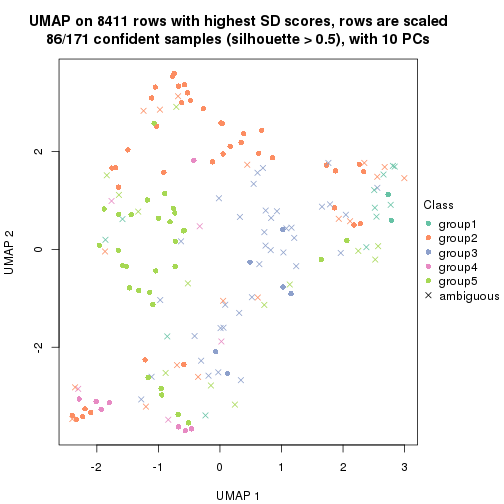 UMAP on 8411 rows with highest SD scores, rows are scaled
86/171 confident samples (silhouette > 0.5), with 10 PCs
UMAP 2
2
0
-2
-2
-1
0
1
2
3
UMAP 1
Class
group1
group2
group3
group4
group5
ambiguous